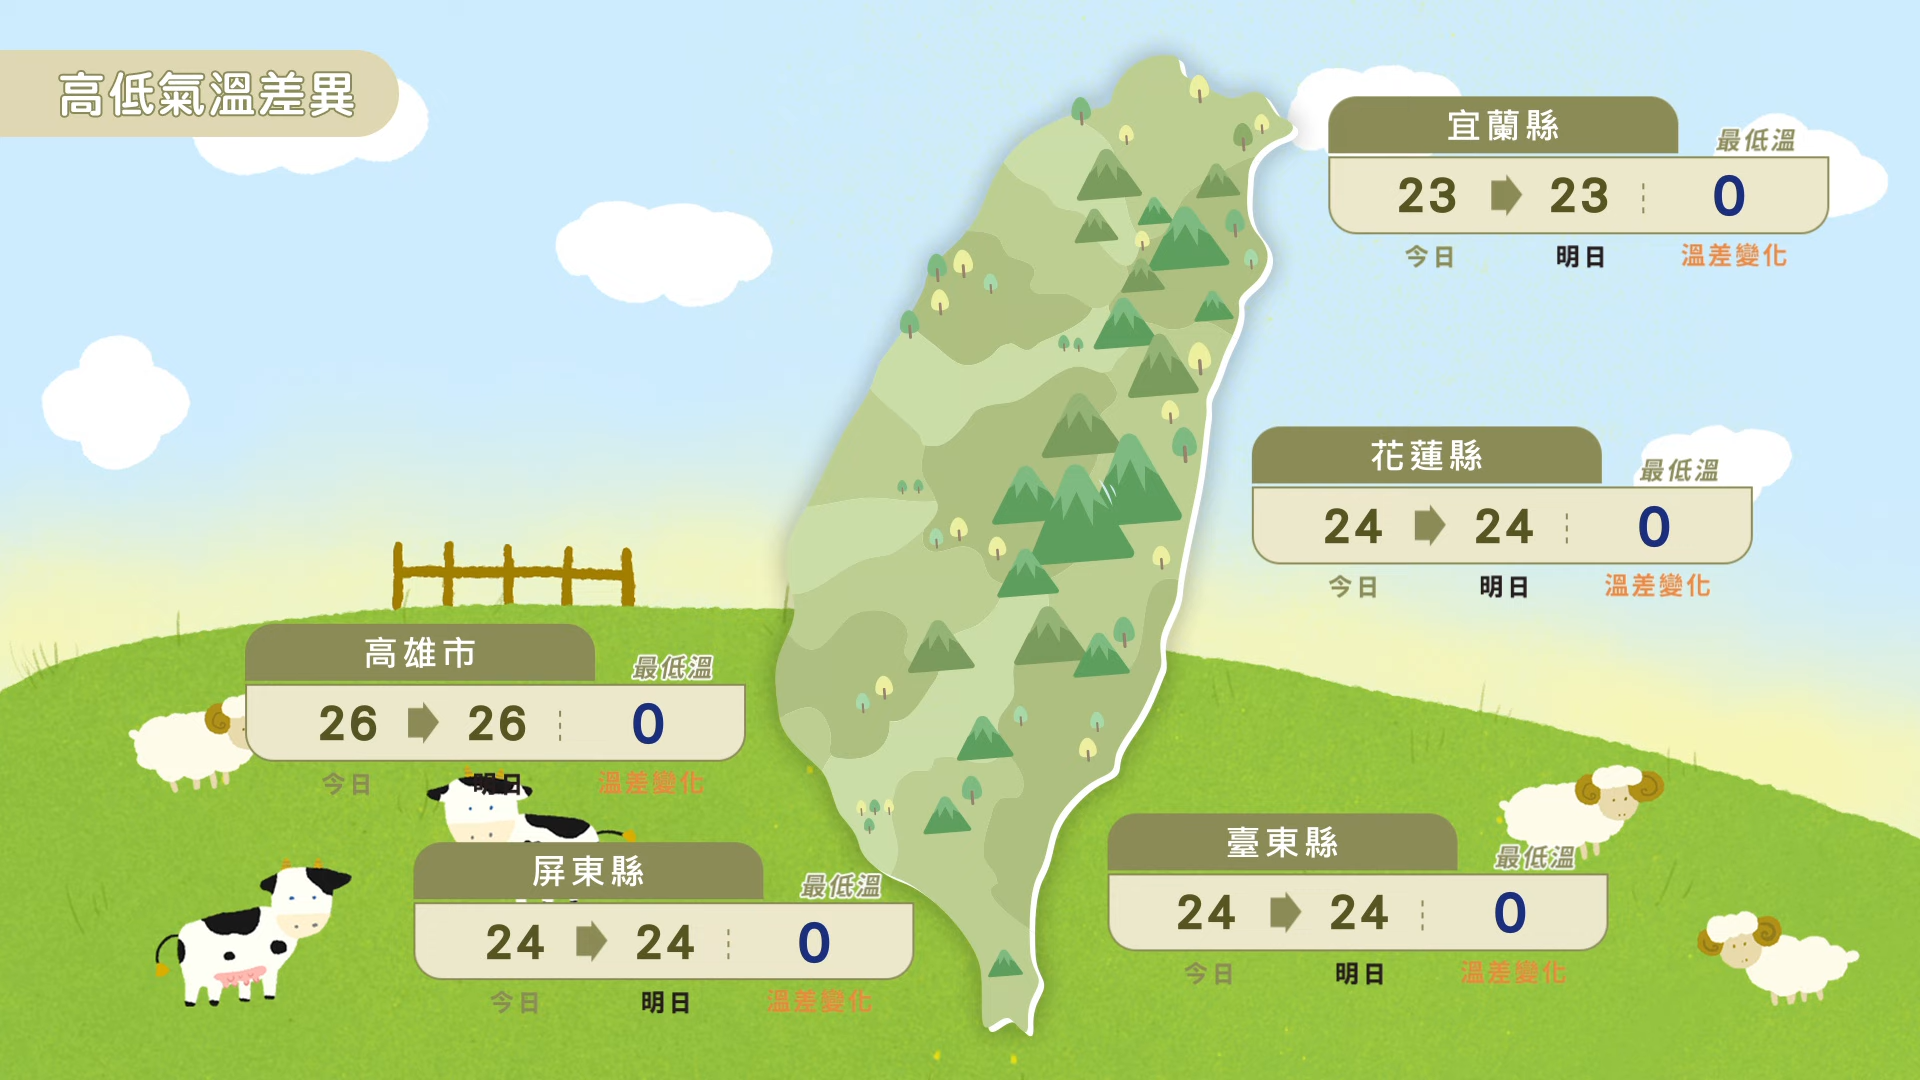 高低氣溫差異
宜蘭縣
最低溫
23 23 0
今日 明日 溫差變化
花蓮縣
最低溫
24 24 0
今日 明日 溫差變化
高雄市
最低溫
26 26 0
今日 明日 溫差變化
屏東縣
最低溫
24 24 0
今日 明日 溫差變化
臺東縣
最低溫
24 24 0
今日 明日 溫差變化